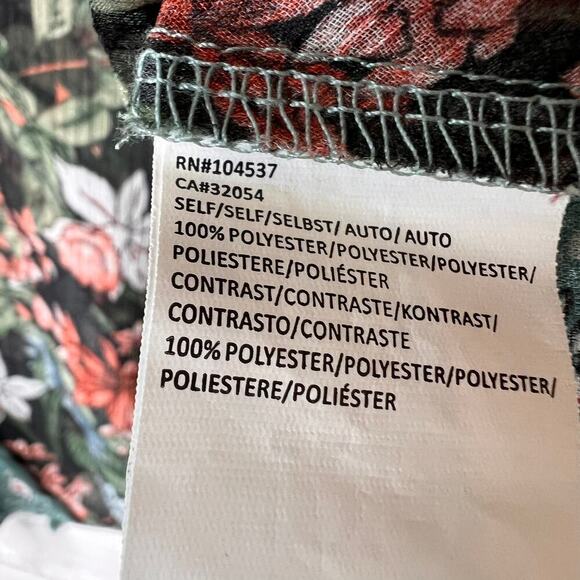 RN#104537
CA#32054
SELF/SELF/SELBST/ AUTO/ AUTO
100% POLYESTER/POLYESTER/POLYESTER/
POLIESTERE/POLIÉSTER
CONTRAST/CONTRASTE/KONTRAST/
CONTRASTO/CONTRASTE
100% POLYESTER/POLYESTER/POLYESTER/
POLIESTERE/POLIÉSTER